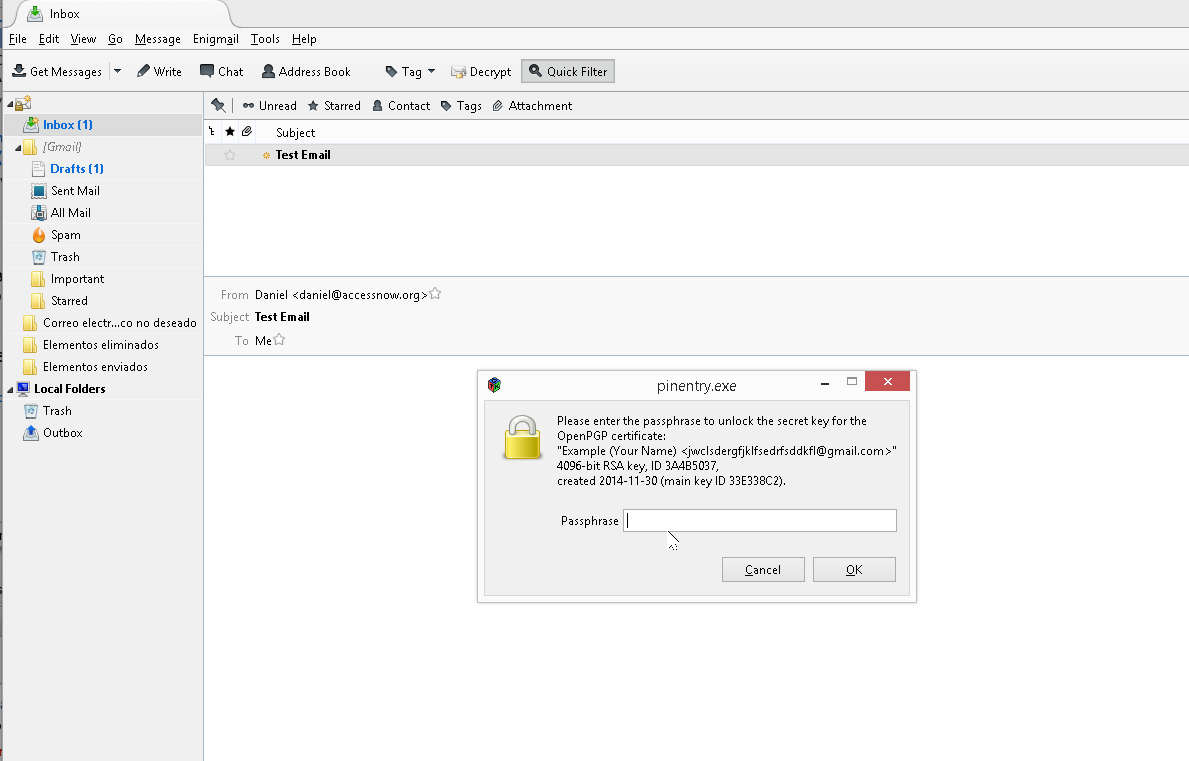 Inbox
File Edit View Go Message Enigmail Tools Help
Get Messages Write Chat Address Book Tag Decrypt Quick Filter
Unread Starred Contact Tags Attachment
Inbox (1)
Subject
[Gmail]
Test Email
Drafts (1)
Sent Mail
All Mail
Spam
Trash
Important
Starred
Correo electr...co no deseado
Elementos eliminados
Elementos enviados
Local Folders
Trash
Outbox
From Daniel <daniel@accessnow.org>
Subject Test Email
To Me
pinentry.exe
Please enter the passphrase to unlock the secret key for the
OpenPGP certificate:
"Example (Your Name) <jwclsdergfjklfsedrfsddkfl@gmail.com>"
4096-bit RSA key, ID 3A4B5037,
created 2014-11-30 (main key ID 33E338C2).
Passphrase
Cancel OK